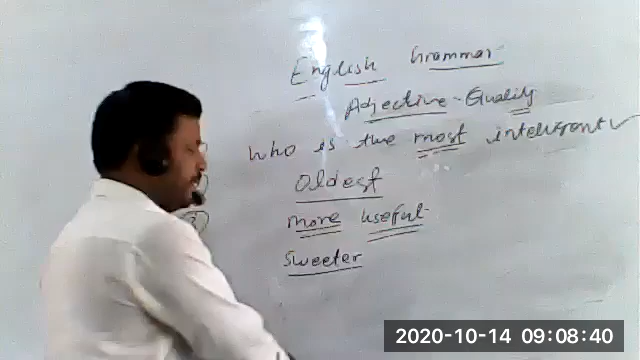 English Grammar
Adjective - Quality
Who is the most intelligent
Oldest
more useful
Sweeter
2020-10-14 09:08:40